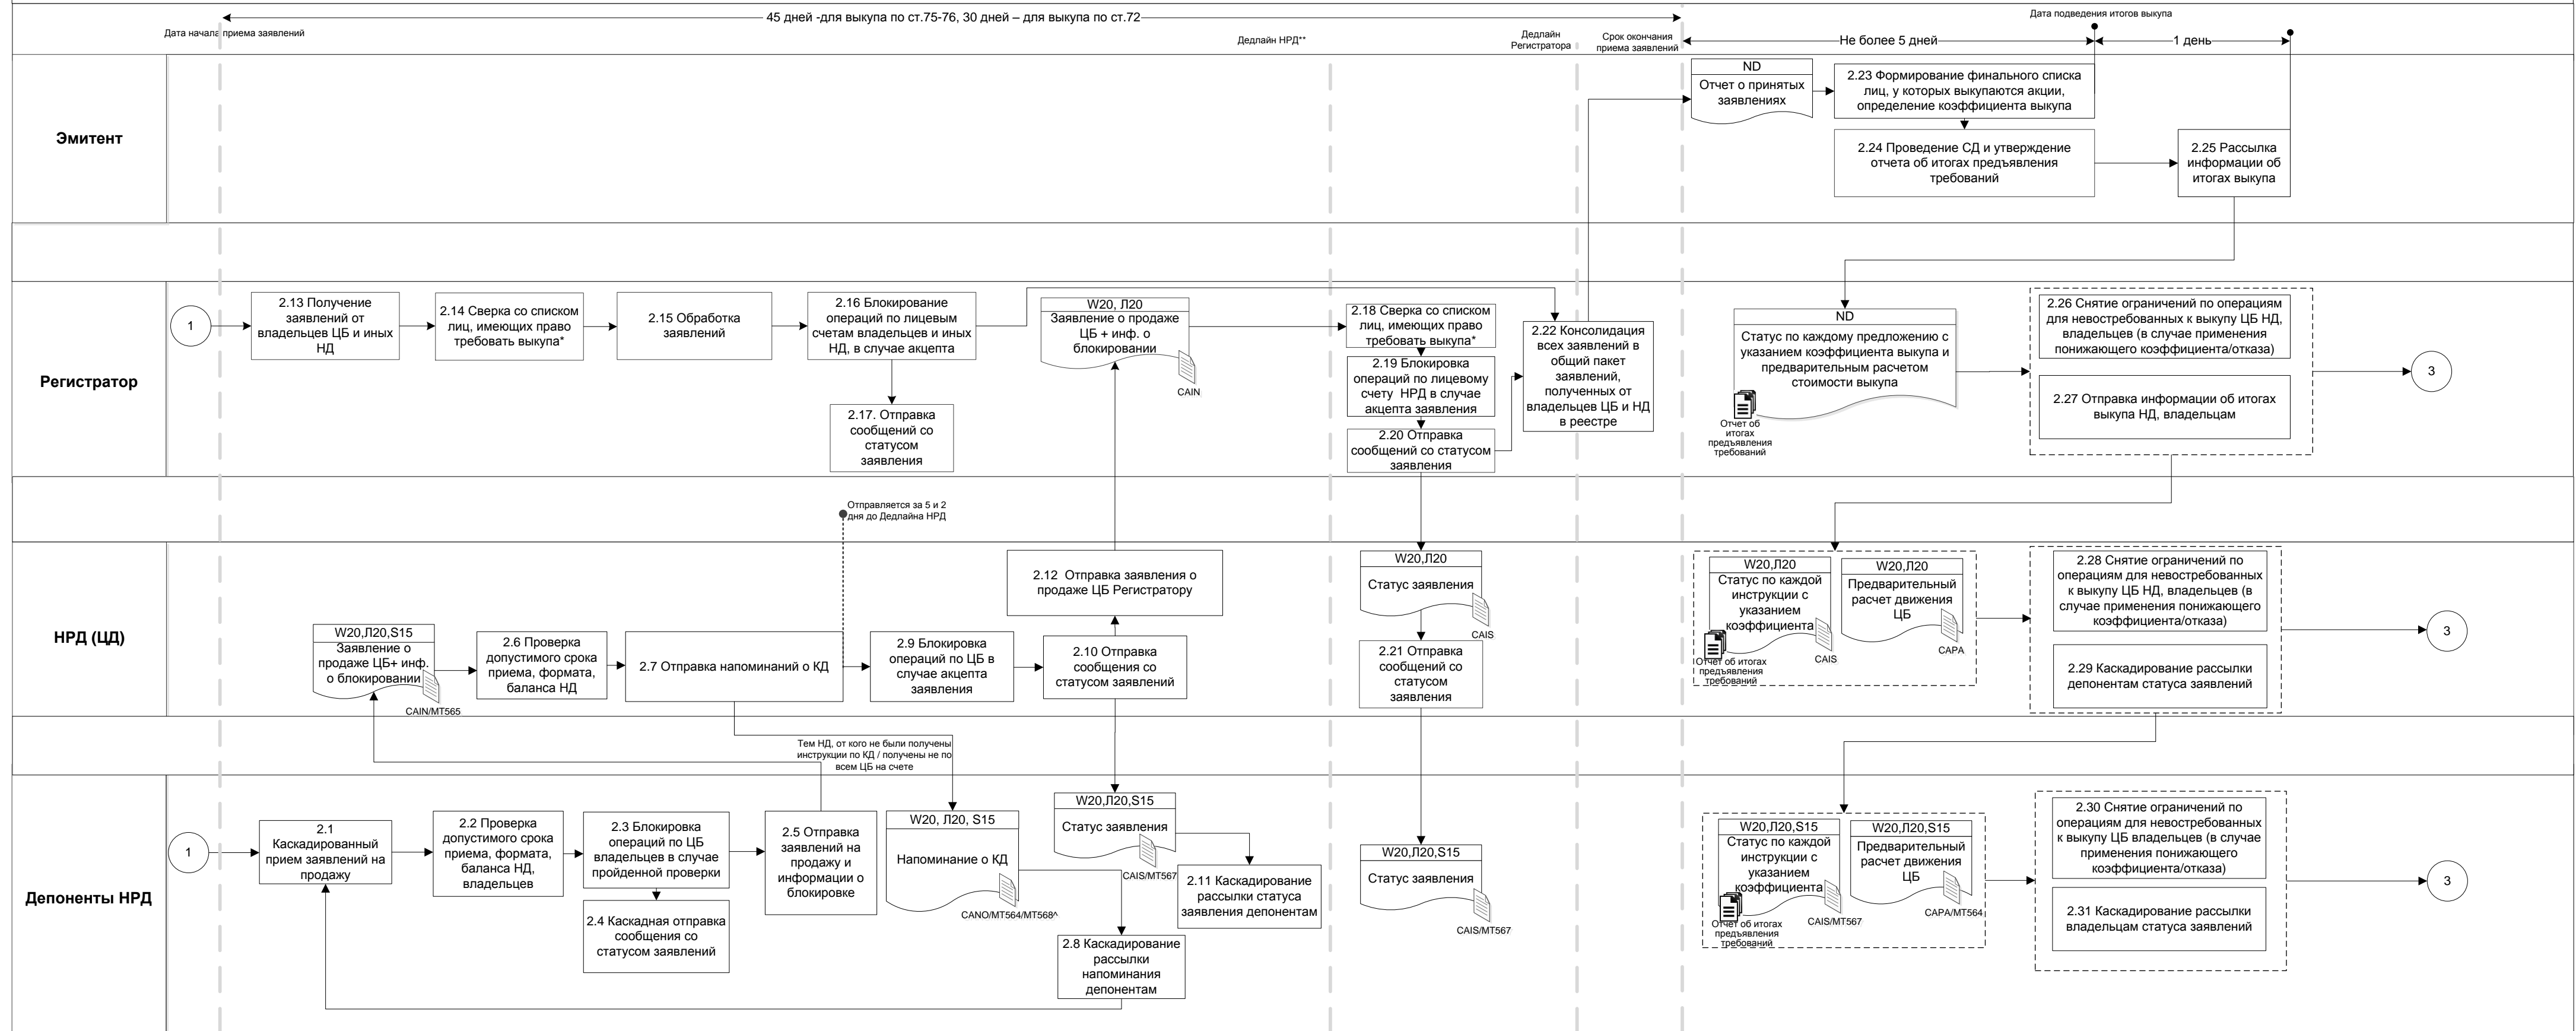 45 дней -для выкупа по ст.75-76, 30 дней – для выкупа по ст.72
Дата подведения итогов выкупа
Дата начала приема заявлений
Дедлайн НРД**
Дедлайн
Регистратора
Срок окончания
приема заявлений
Не более 5 дней
1 день
Эмитент
ND
Отчет о принятых
заявлениях
2.23 Формирование финального списка
лиц, у которых выкупаются акции,
определение коэффициента выкупа
2.24 Проведение СД и утверждение
отчета об итогах предъявления
требований
2.25 Рассылка
информации об
итогах выкупа
Регистратор
1
2.13 Получение
заявлений от
владельцев ЦБ и иных
НД
2.14 Сверка со списком
лиц, имеющих право
требовать выкупа*
2.15 Обработка
заявлений
2.16 Блокирование
операций по лицевым
счетам владельцев и иных
НД, в случае акцепта
2.17. Отправка
сообщений со
статусом
заявления
W20, Л20
Заявление о продаже
ЦБ + инф. о
блокировании
CAIN
2.18 Сверка со списком
лиц, имеющих право
требовать выкупа*
2.19 Блокировка
операций по лицевому
счету НРД в случае
акцепта заявления
2.20 Отправка
сообщений со статусом
заявления
2.22 Консолидация
всех заявлений в
общий пакет
заявлений,
полученных от
владельцев ЦБ и НД
в реестре
ND
Статус по каждому предложению с
указанием коэффициента выкупа и
предварительным расчетом
стоимости выкупа
Отчет об
итогах
предъявления
требований
2.26 Снятие ограничений по операциям
для невостребованных к выкупу ЦБ НД,
владельцев (в случае применения
понижающего коэффициента/отказа)
2.27 Отправка информации об итогах
выкупа НД, владельцам
3
Отправляется за 5 и 2
дня до Дедлайна НРД
НРД (ЦД)
W20,Л20,S15
Заявление о
продаже ЦБ+ инф.
о блокировании
CAIN/MT565
2.6 Проверка
допустимого срока
приема, формата,
баланса НД
2.7 Отправка напоминаний о КД
2.9 Блокировка
операций по ЦБ в
случае акцепта
заявления
2.12 Отправка заявления о
продаже ЦБ Регистратору
2.10 Отправка
сообщения со
статусом заявлений
W20,Л20
Статус заявления
CAIS
2.21 Отправка
сообщений со
статусом
заявления
W20,Л20
Статус по каждой
инструкции с
указанием
коэффициента
CAIS
Отчет об итогах
предъявления
требований
W20,Л20
Предварительный
расчет движения
ЦБ
CAPA
2.28 Снятие ограничений по
операциям для невостребованных
к выкупу ЦБ НД, владельцев (в
случае применения понижающего
коэффициента/отказа)
2.29 Каскадирование рассылки
депонентам статуса заявлений
3
Тем НД, от кого не были получены
инструкции по КД / получены не по
всем ЦБ на счете
Депоненты НРД
1
2.1
Каскадированный
прием заявлений на
продажу
2.2 Проверка
допустимого срока
приема, формата,
баланса НД,
владельцев
2.3 Блокировка
операций по ЦБ
владельцев в случае
пройденной проверки
2.4 Каскадная отправка
сообщения со
статусом заявлений
2.5 Отправка
заявлений на
продажу и
информации о
блокировке
W20, Л20, S15
Напоминание о КД
CANO/MT564/MT568^
W20,Л20,S15
Статус заявления
CAIS/MT567
2.11 Каскадирование
рассылки статуса
заявления депонентам
2.8 Каскадирование
рассылки
напоминания
депонентам
W20,Л20,S15
Статус заявления
CAIS/MT567
W20,Л20,S15
Статус по каждой
инструкции с
указанием
коэффициента
CAIS/MT567
Отчет об итогах
предъявления
требований
W20,Л20,S15
Предварительный
расчет движения
ЦБ
CAPA/MT564
2.30 Снятие ограничений по
операциям для невостребованных
к выкупу ЦБ владельцев (в случае
применения понижающего
коэффициента/отказа)
2.31 Каскадирование рассылки
владельцам статуса заявлений
3